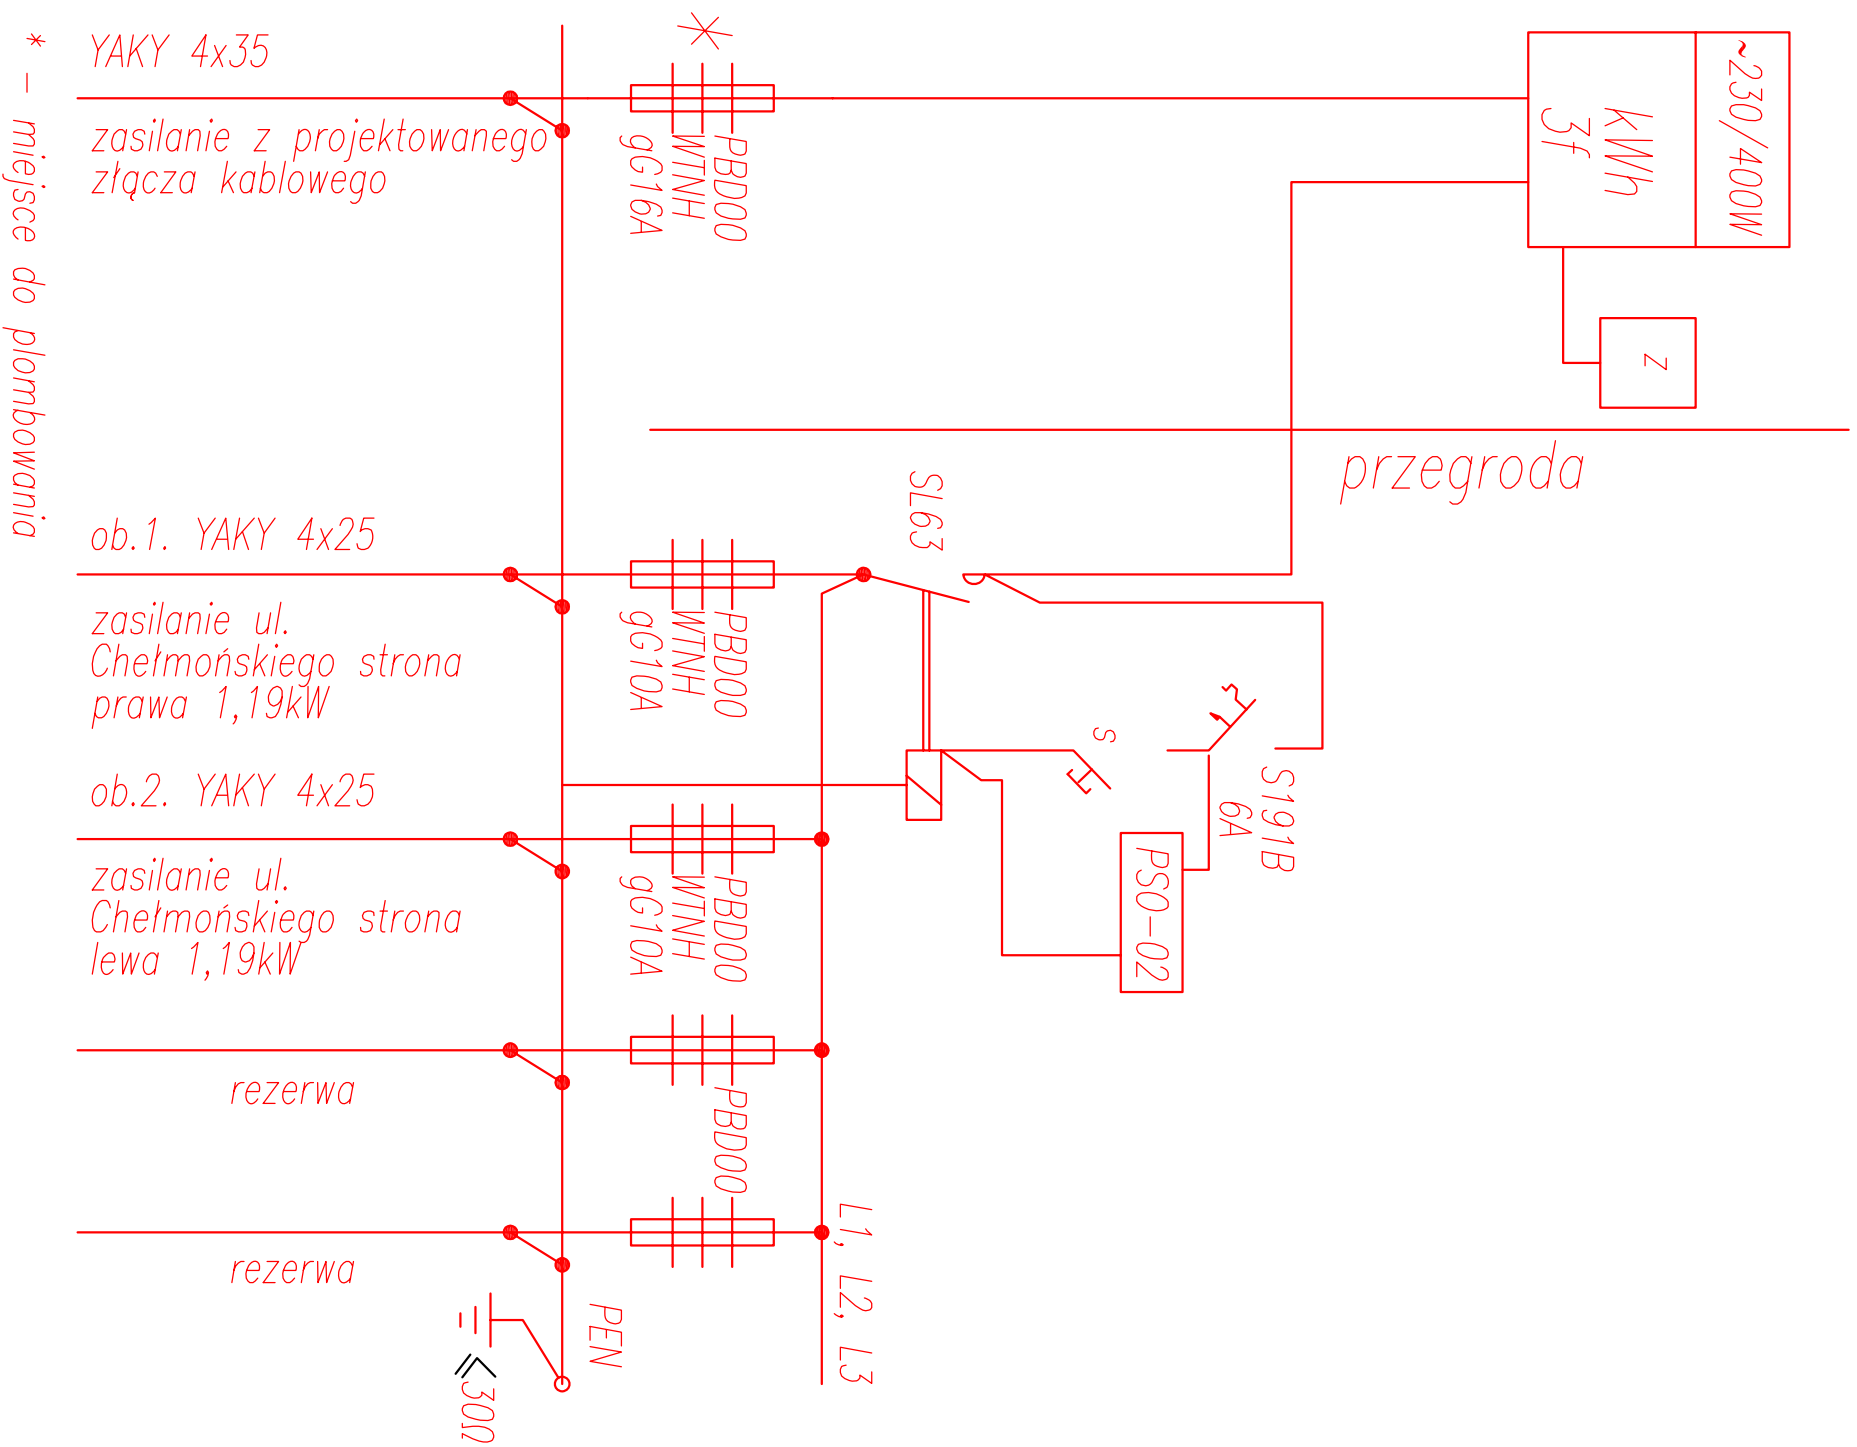 * - miejsce do plombowania
YAKY 4x35
zasilanie z projektowanego
złącza kablowego
*
PBD00
WTNH
gG16A
~230/400W
kWh
3f
Z
przegroda
ob.1. YAKY 4x25
zasilanie ul.
Chełmońskiego strona
prawa 1,19kW
PBD00
WTNH
gG10A
SL63
S
S191B
6A
PSO-02
ob.2. YAKY 4x25
zasilanie ul.
Chełmońskiego strona
lewa 1,19kW
PBD00
WTNH
gG10A
rezerwa
PBD00
rezerwa
L1, L2, L3
PEN
≤30Ω